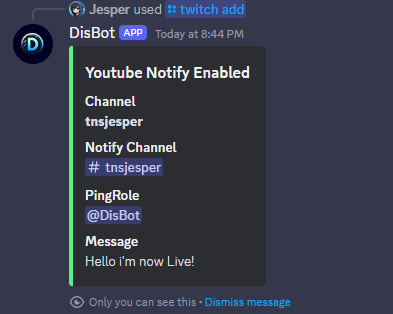 Jesper used twitch add
DisBot APP Today at 8:44 PM
Youtube Notify Enabled
Channel
tnsjesper
Notify Channel
# tnsjesper
PingRole
@DisBot
Message
Hello i'm now Live!
Only you can see this • Dismiss message